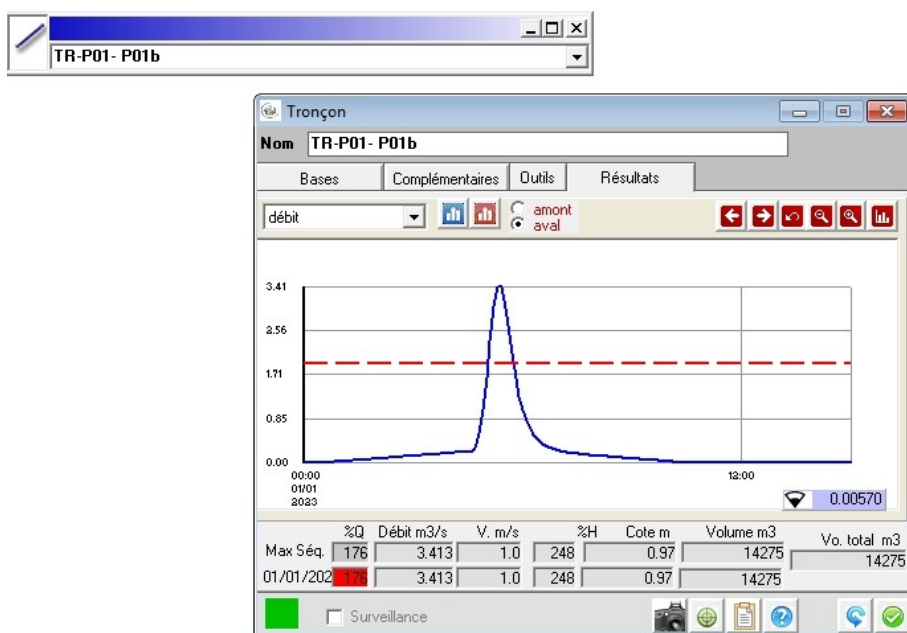 TR-P01- P01b
Tronçon
Nom TR-P01- P01b
Bases Complémentaires Outils Résultats
débit amont
aval
3.41
2.56
1.71
0.85
0.00
00:00 12:00
01/01
2023
0.00570
%Q Débit m3/s V. m/s %H Cote m Volume m3 Vo. total m3
Max Séq. 176 3.413 1.0 248 0.97 14275 14275
01/01/202 176 3.413 1.0 248 0.97 14275
Surveillance